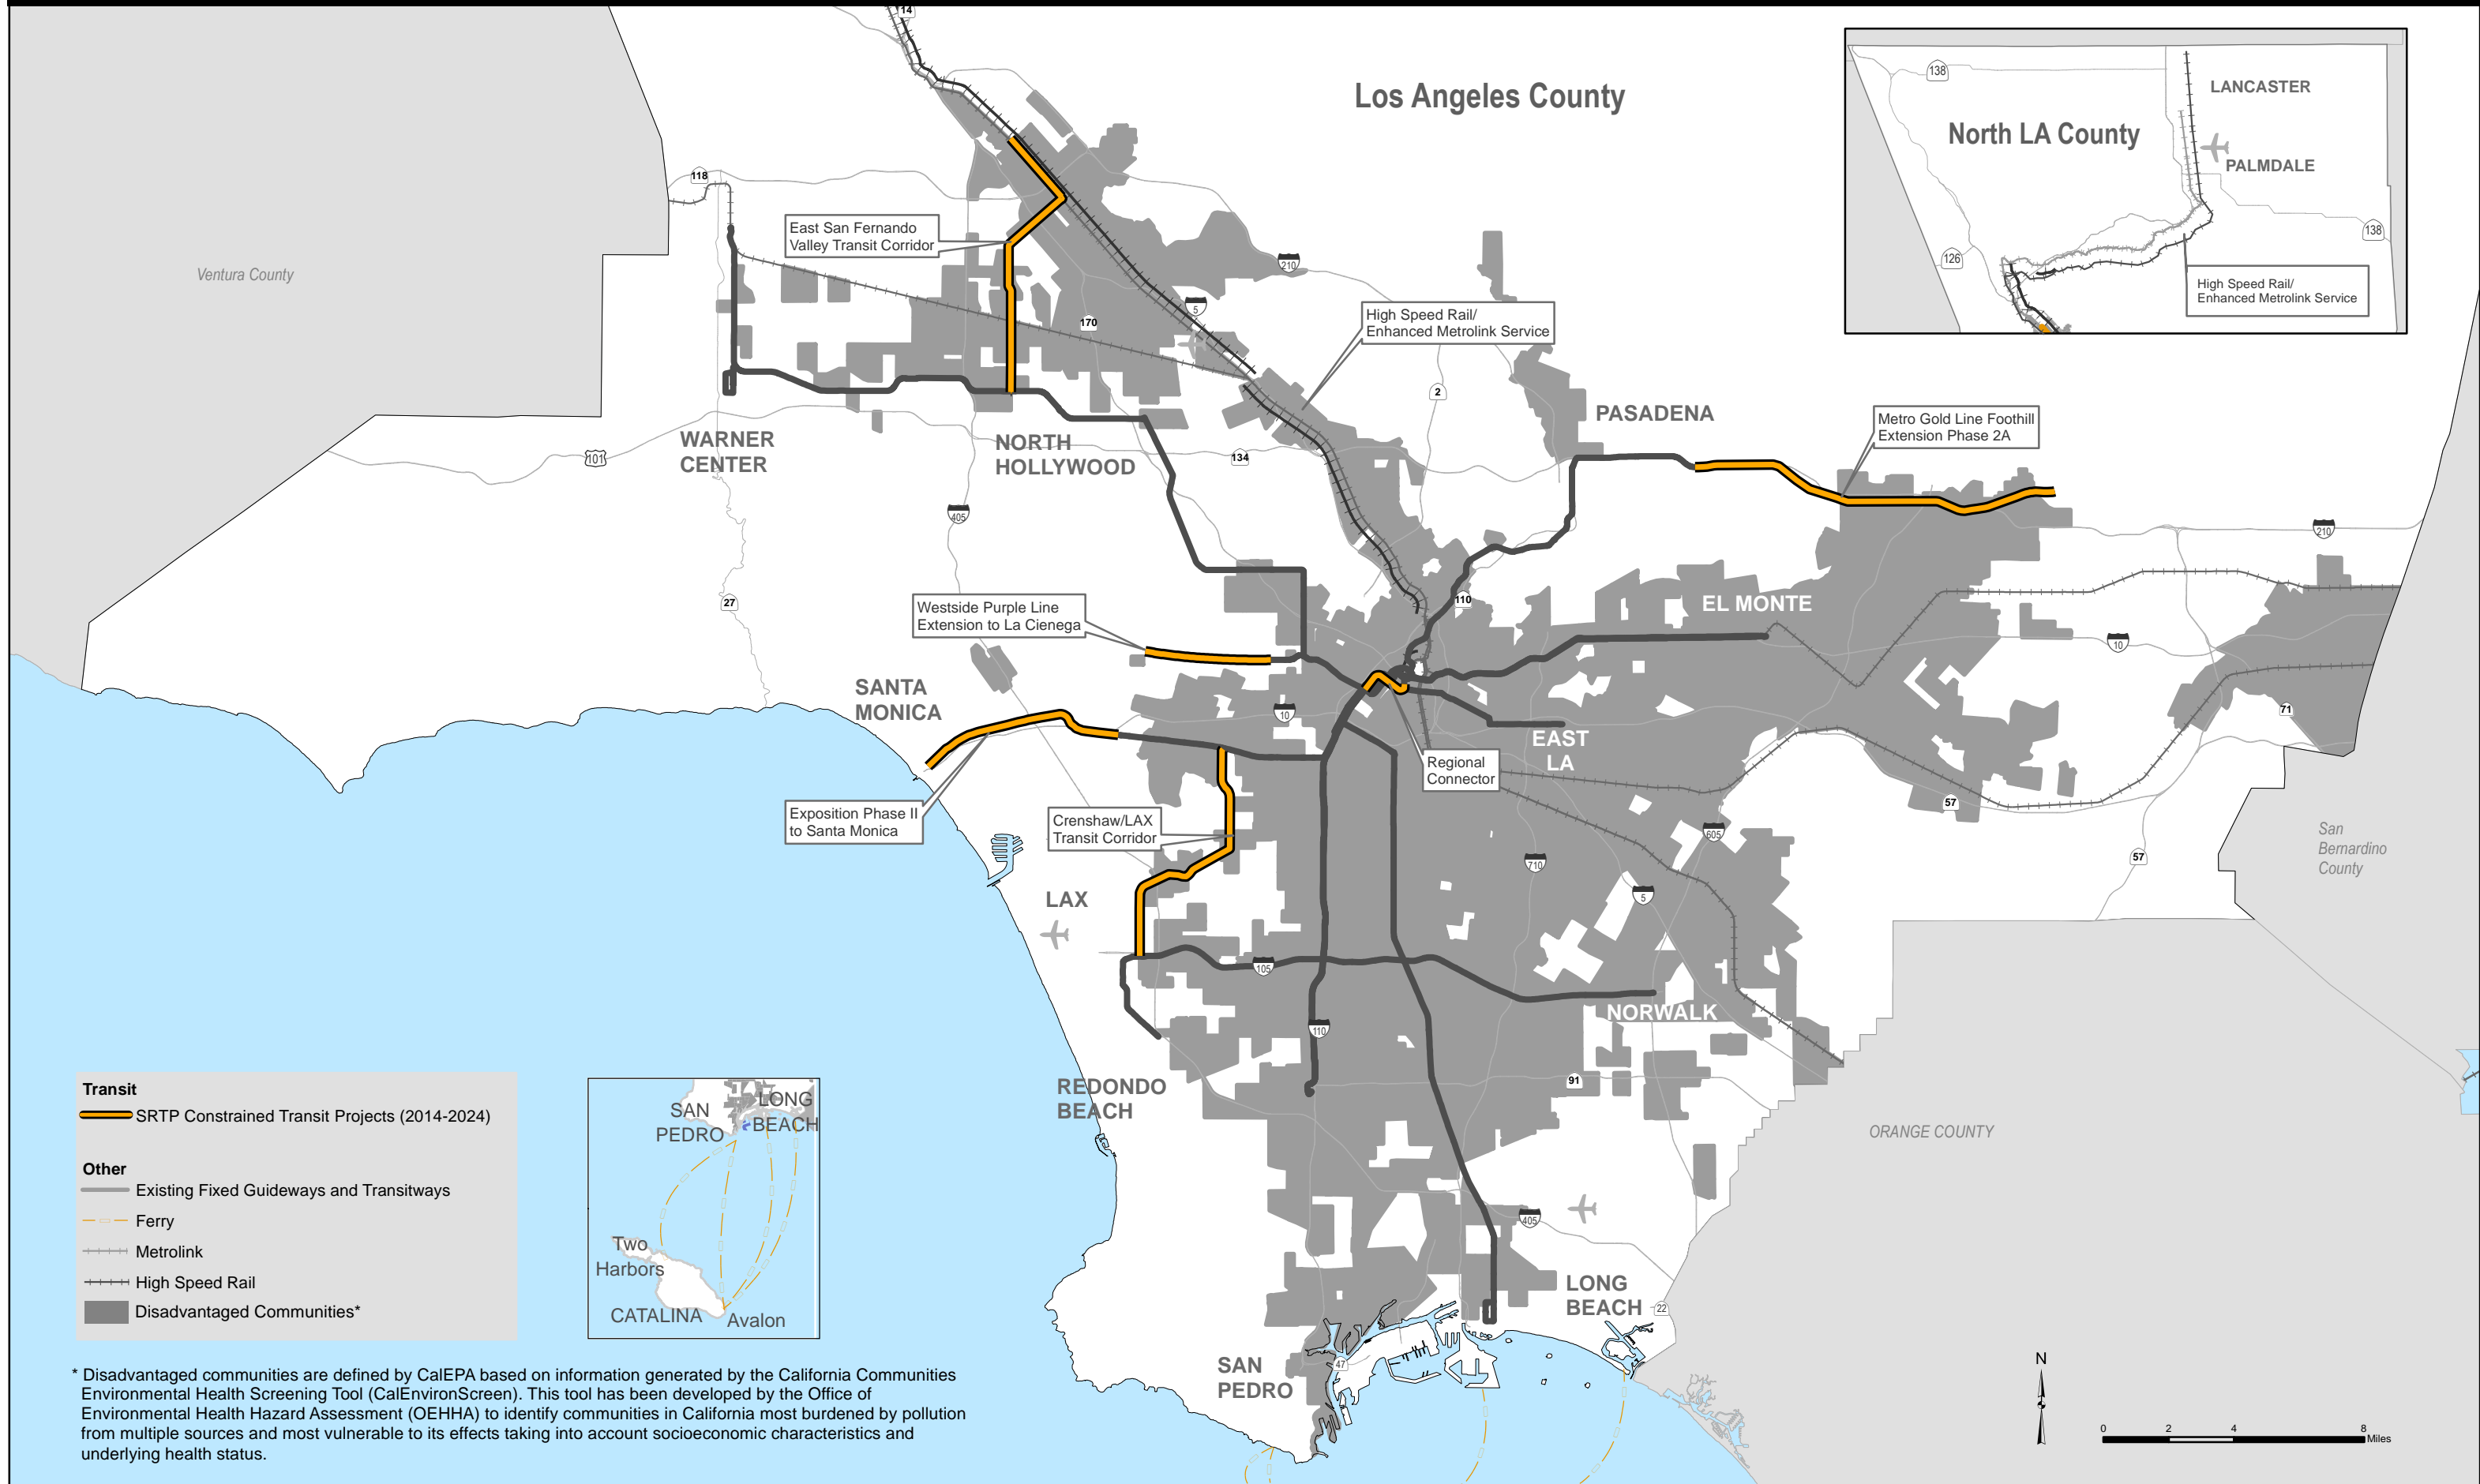 14
Los Angeles County
138
LANCASTER
North LA County
PALMDALE
138
126
High Speed Rail/
Enhanced Metrolink Service
118
East San Fernando
Valley Transit Corridor
Ventura County
210
5
170
High Speed Rail/
Enhanced Metrolink Service
2
PASADENA
Metro Gold Line Foothill
Extension Phase 2A
WARNER
CENTER
NORTH
HOLLYWOOD
101
134
405
210
27
Westside Purple Line
Extension to La Cienega
110
EL MONTE
10
SANTA
MONICA
10
71
EAST
LA
Regional
Connector
Exposition Phase II
to Santa Monica
Crenshaw/LAX
Transit Corridor
57
605
710
57
San
Bernardino
County
LAX
5
105
NORWALK
110
91
REDONDO
BEACH
ORANGE COUNTY
405
LONG
BEACH
22
SAN
PEDRO
47
Transit
SRTP Constrained Transit Projects (2014-2024)
Other
Existing Fixed Guideways and Transitways
Ferry
Metrolink
High Speed Rail
Disadvantaged Communities*
SAN
PEDRO
LONG
BEACH
Two
Harbors
CATALINA
Avalon
* Disadvantaged communities are defined by CalEPA based on information generated by the California Communities
Environmental Health Screening Tool (CalEnvironScreen). This tool has been developed by the Office of
Environmental Health Hazard Assessment (OEHHA) to identify communities in California most burdened by pollution
from multiple sources and most vulnerable to its effects taking into account socioeconomic characteristics and
underlying health status.
N
0 2 4 8
Miles